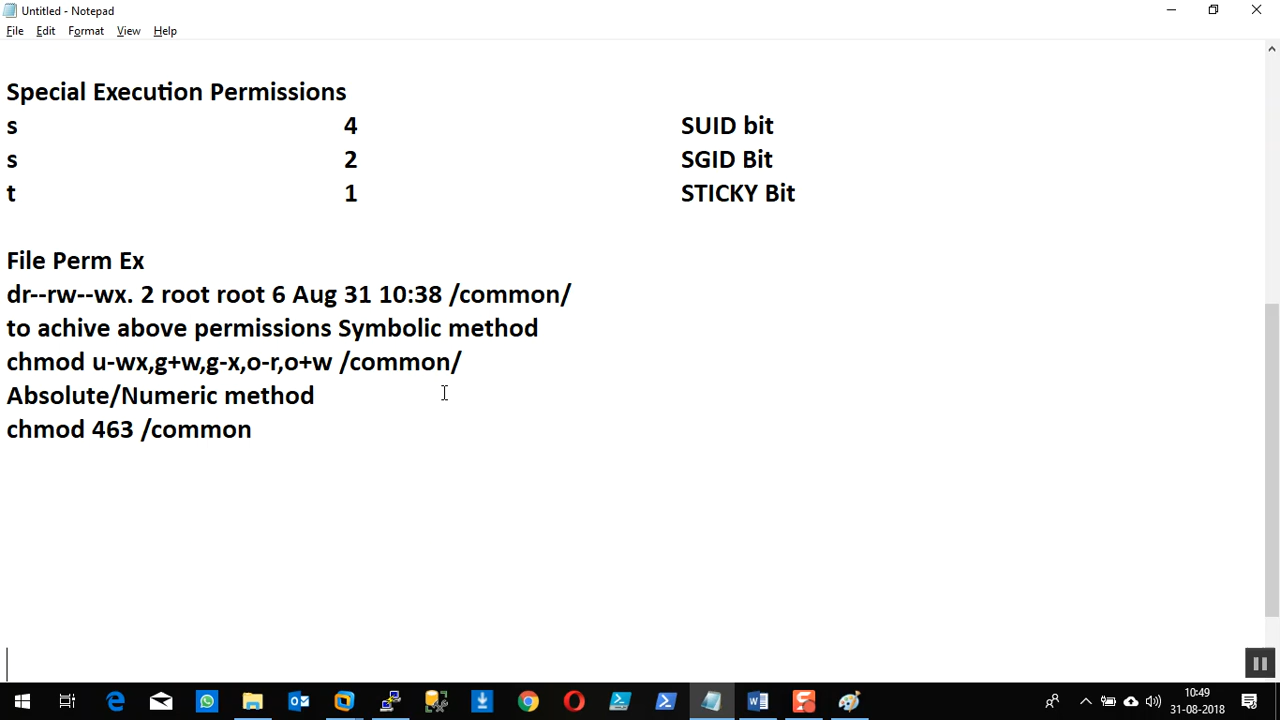 Untitled - Notepad
File Edit Format View Help
Special Execution Permissions
s 4 SUID bit
s 2 SGID Bit
t 1 STICKY Bit
File Perm Ex
dr--rw--wx. 2 root root 6 Aug 31 10:38 /common/
to achive above permissions Symbolic method
chmod u-wx,g+w,g-x,o-r,o+w /common/
Absolute/Numeric method
chmod 463 /common
10:49
31-08-2018